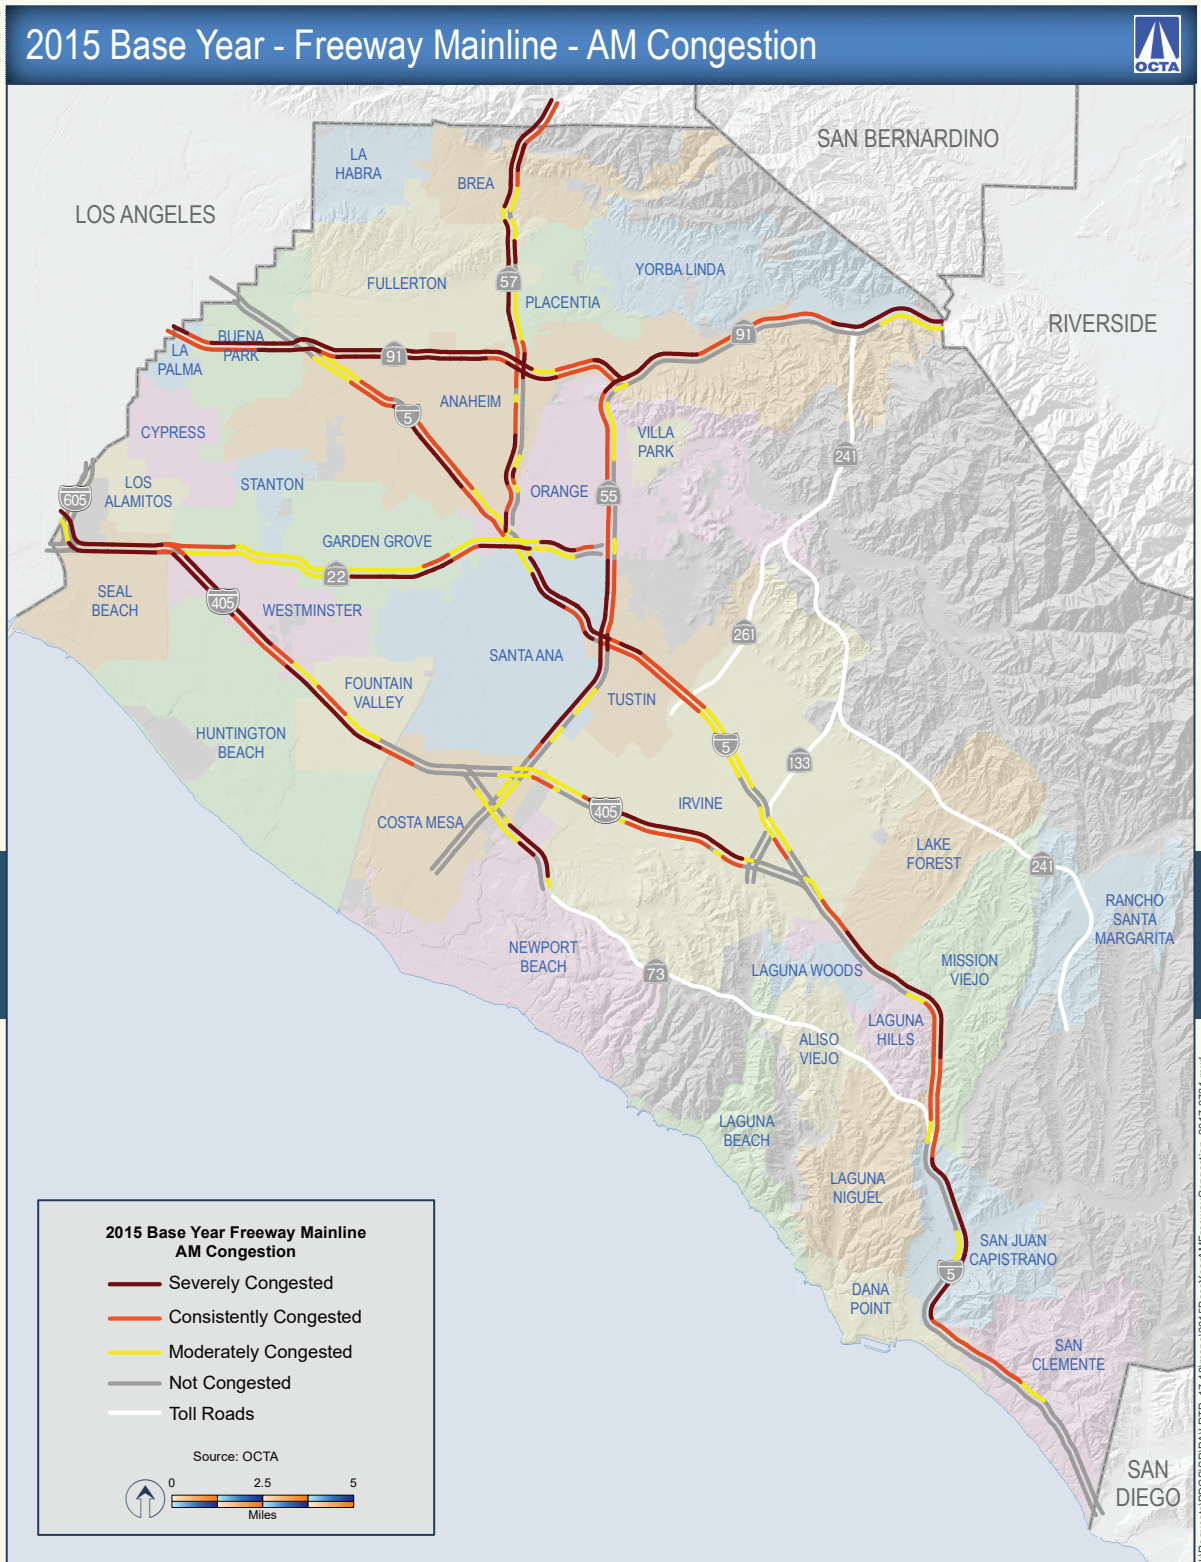 2015 Base Year - Freeway Mainline - AM Congestion
OCTA
SAN BERNARDINO
LA
HABRA
BREA
LOS ANGELES
YORBA LINDA
FULLERTON
57
PLACENTIA
RIVERSIDE
BUENA
PARK
91
91
LA
PALMA
ANAHEIM
5
CYPRESS
VILLA
PARK
241
LOS
ALAMITOS
STANTON
ORANGE
55
605
GARDEN GROVE
22
SEAL
BEACH
405
WESTMINSTER
261
SANTA ANA
FOUNTAIN
VALLEY
TUSTIN
HUNTINGTON
BEACH
5
133
IRVINE
405
COSTA MESA
LAKE
FOREST
241
RANCHO
SANTA
MARGARITA
NEWPORT
BEACH
73
LAGUNA WOODS
MISSION
VIEJO
LAGUNA
HILLS
ALISO
VIEJO
LAGUNA
BEACH
LAGUNA
NIGUEL
SAN JUAN
CAPISTRANO
5
DANA
POINT
SAN
CLEMENTE
SAN
DIEGO
2015 Base Year Freeway Mainline
AM Congestion
Severely Congested
Consistently Congested
Moderately Congested
Not Congested
Toll Roads
Source: OCTA
0 2.5 5
Miles